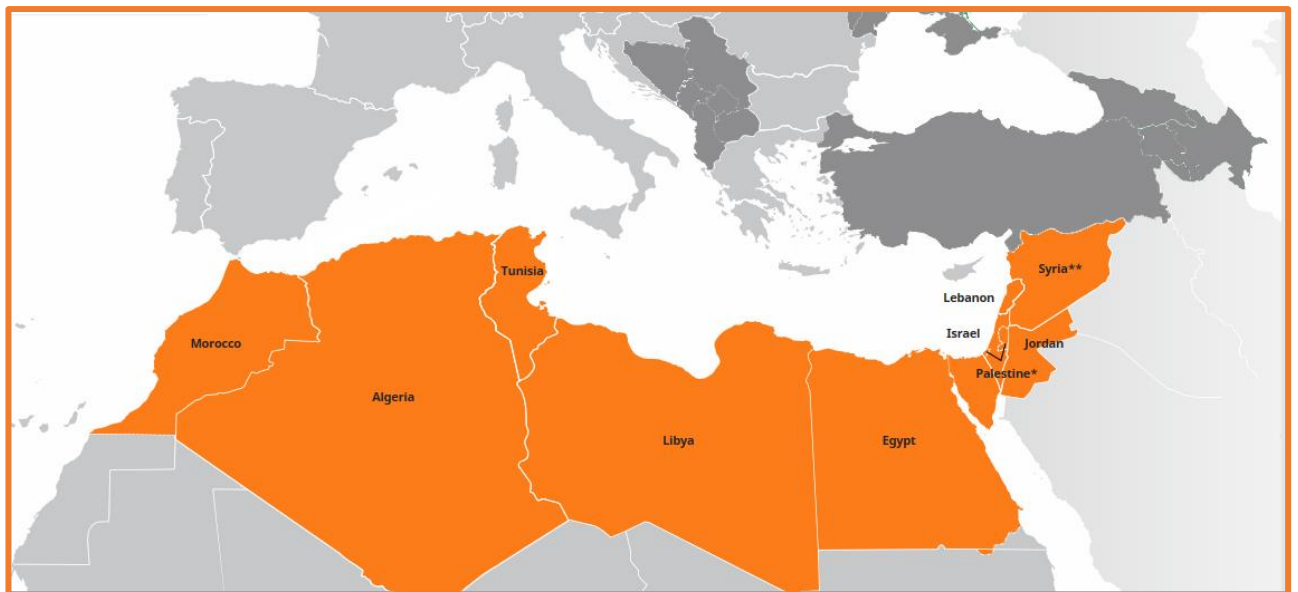 Tunisia
Syria**
Lebanon
Israel
Morocco
Jordan
Palestine*
Algeria
Libya
Egypt